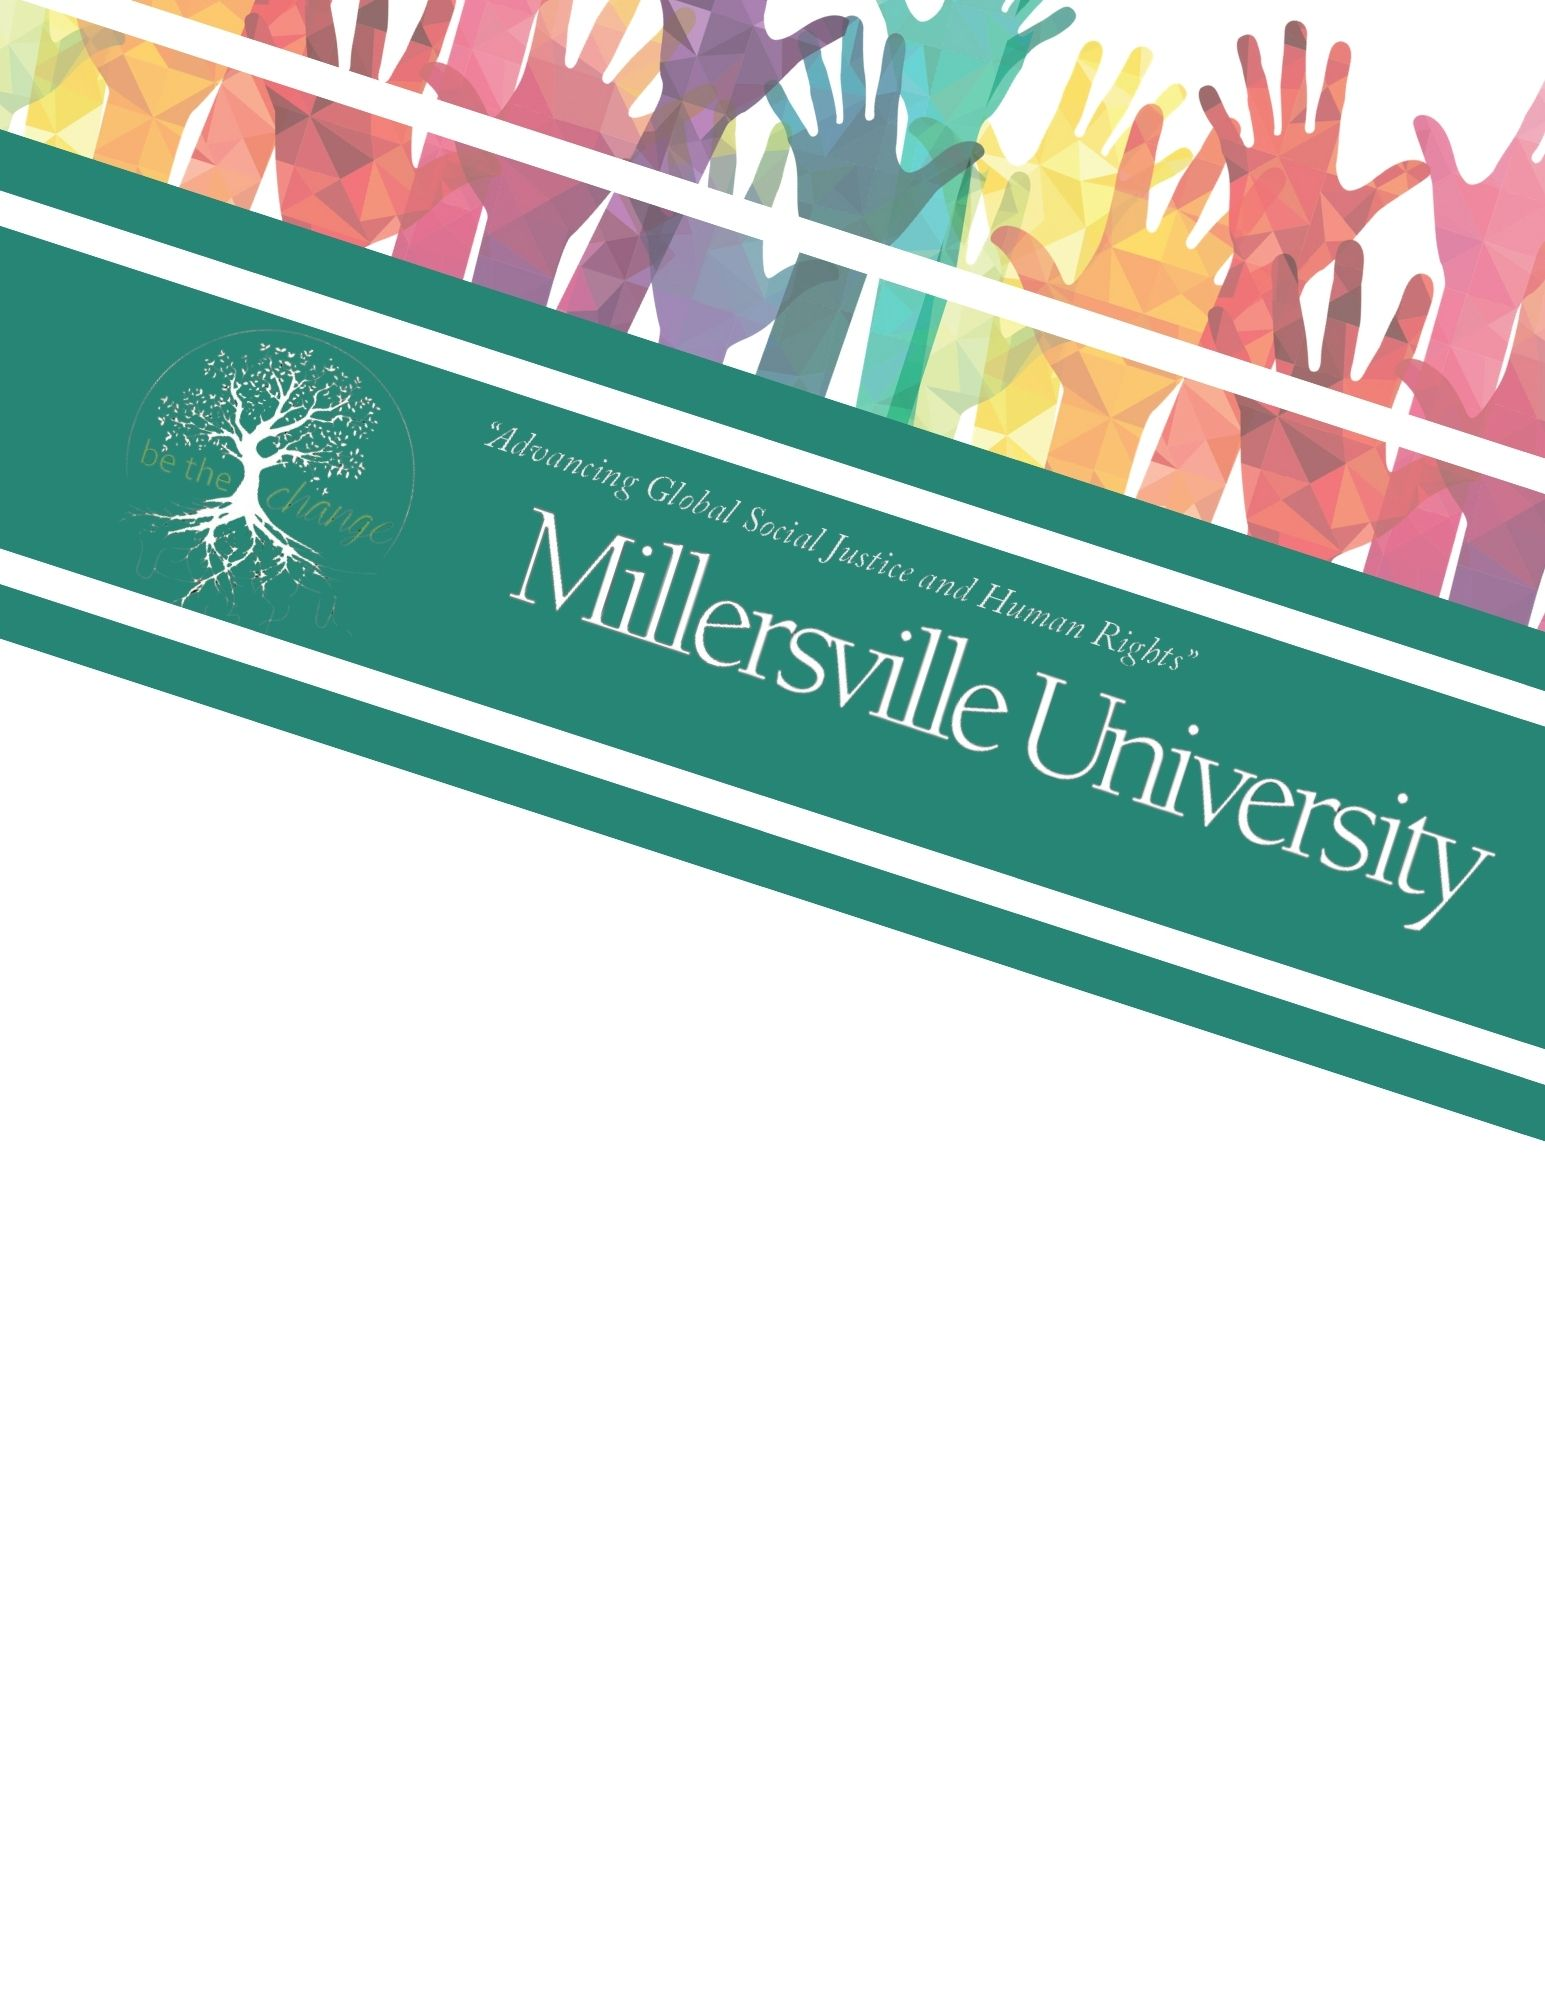 be the
change
“Advancing Global Social Justice and Human Rights”
Millersville University